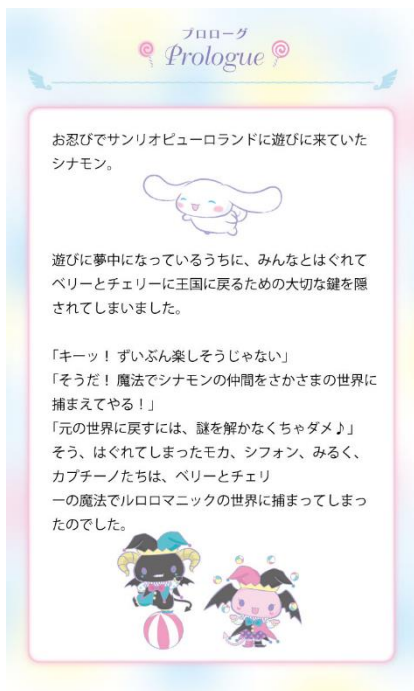 プロローグ
Prologue
お忍びでサンリオピューロランドに遊びに来ていた
シナモン。
遊びに夢中になっているうちに、みんなとはぐれて
ベリーとチェリーに王国に戻るための大切な鍵を隠
されてしまいました。
「キーッ！ ずいぶん楽しそうじゃない」
「そうだ！ 魔法でシナモンの仲間をさかさまの世界に
捕まえてやる！」
「元の世界に戻すには、謎を解かなくちゃダメ♪」
そう、はぐれてしまったモカ、シフォン、みるく、
カプチーノたちは、ベリーとチェリ
ーの魔法でルロロマニックの世界に捕まってしまっ
たのでした。